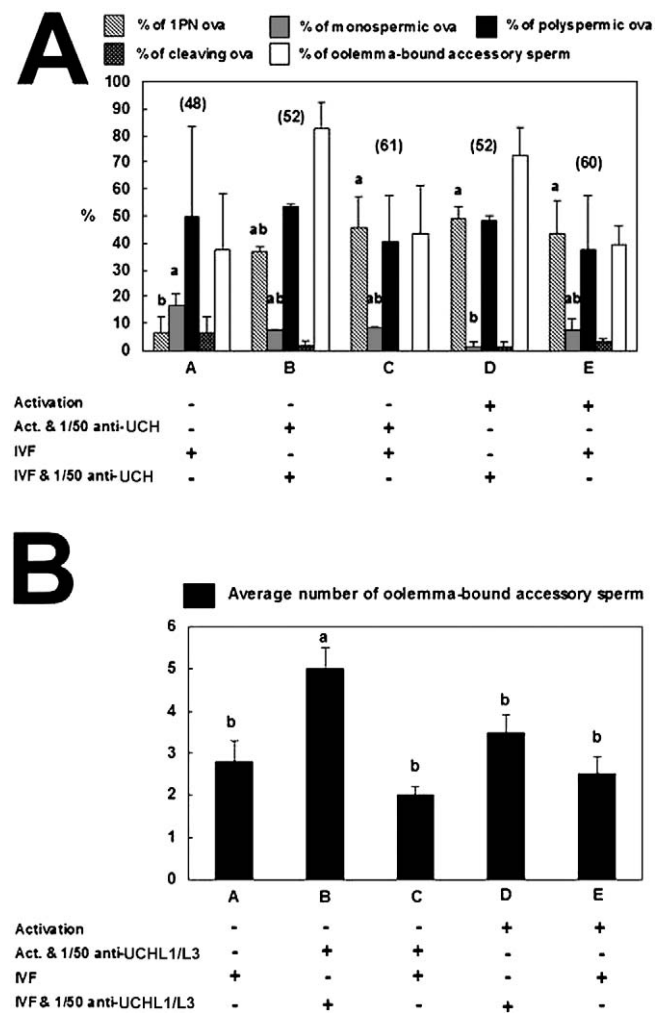 A
% of 1PN ova % of monospermic ova % of polyspermic ova
% of cleaving ova % of oolemma-bound accessory sperm
100
90
80
70
60
50
40
30
20
10
0
%
(48) (52) (61) (52) (60)
b a ab ab a ab a b a ab
A B C D E
Activation - - - + +
Act. & 1/50 anti-UCH - + + - -
IVF + - + - +
IVF & 1/50 anti-UCH - + - + -
B
Average number of oolemma-bound accessory sperm
6
5
4
3
2
1
0
b a b b b
A B C D E
Activation - - - + +
Act. & 1/50 anti-UCHL1/L3 - + + - -
IVF + - + - +
IVF & 1/50 anti-UCHL1/L3 - + - + -